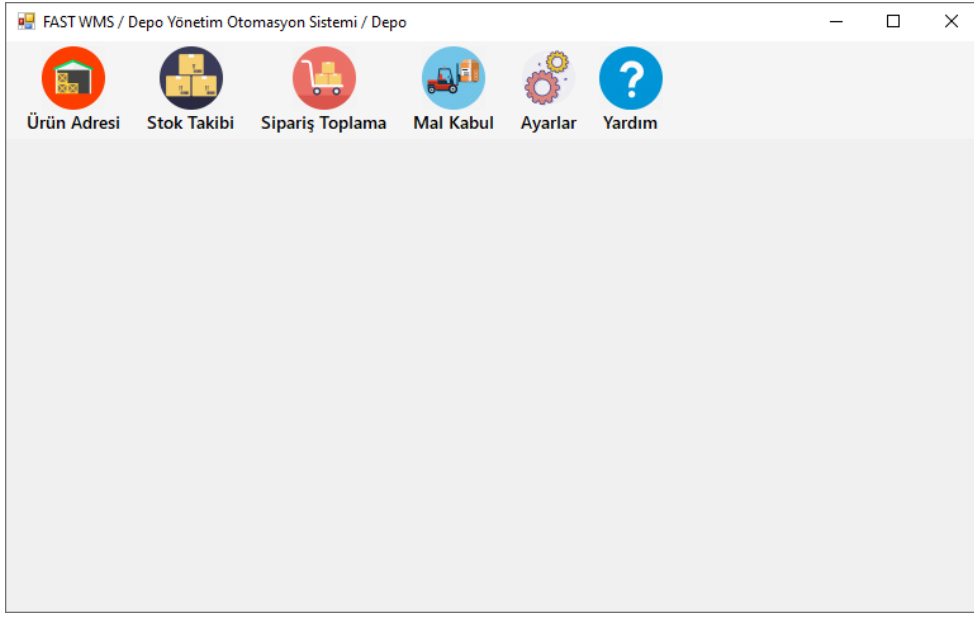 FAST WMS / Depo Yönetim Otomasyon Sistemi / Depo
Ürün Adresi Stok Takibi Sipariş Toplama Mal Kabul Ayarlar Yardım